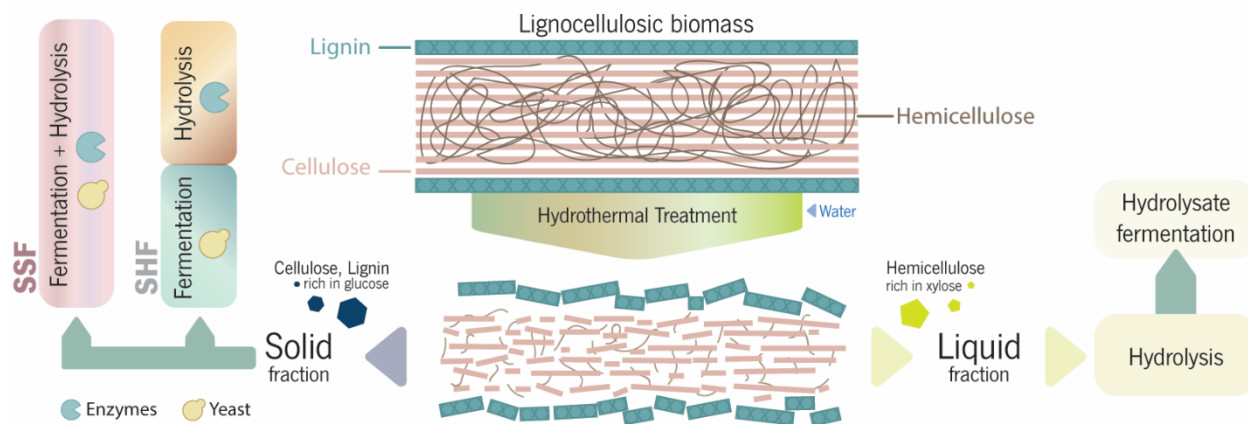 Lignocellulosic biomass
Lignin
Hemicellulose
Cellulose
Hydrothermal Treatment
Water
SSF
Fermentation + Hydrolysis
SHF
Hydrolysis
Fermentation
Cellulose, Lignin
rich in glucose
Solid
fraction
Enzymes
Yeast
Hemicellulose
rich in xylose
Liquid
fraction
Hydrolysis
Hydrolysate
fermentation